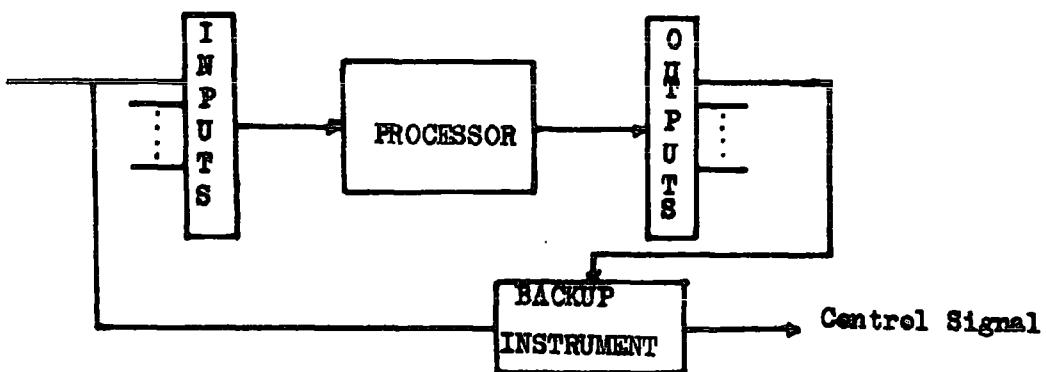 INPUTS
PROCESSOR
OUTPUTS
BACKUP
INSTRUMENT
Control Signal